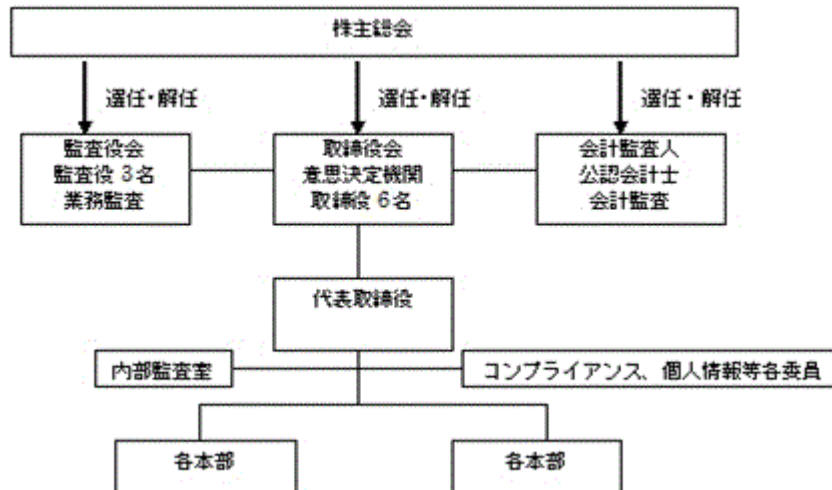 株主総会
選任・解任
選任・解任
選任・解任
監査役会
監査役 3名
業務監査
取締役会
意思決定機関
取締役 6名
会計監査人
公認会計士
会計監査
代表取締役
内部監査室
コンプライアンス、個人情報等各委員
各本部
各本部